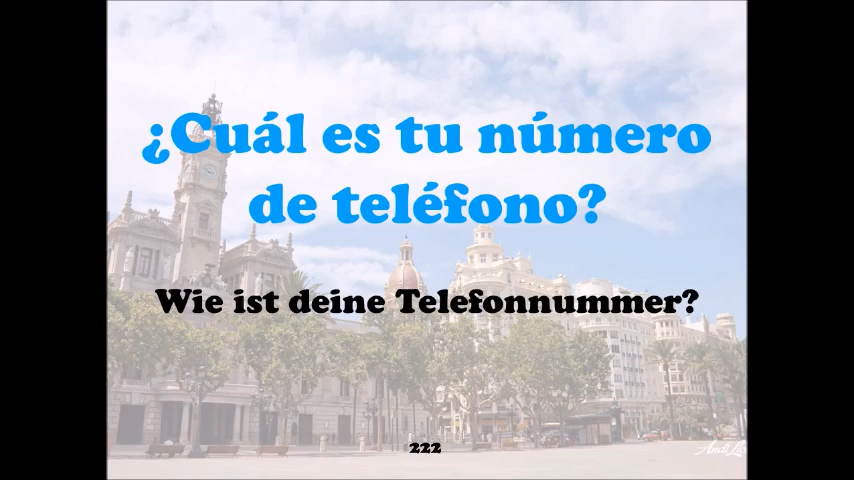 ¿Cuál es tu número
de teléfono?
Wie ist deine Telefonnummer?
222